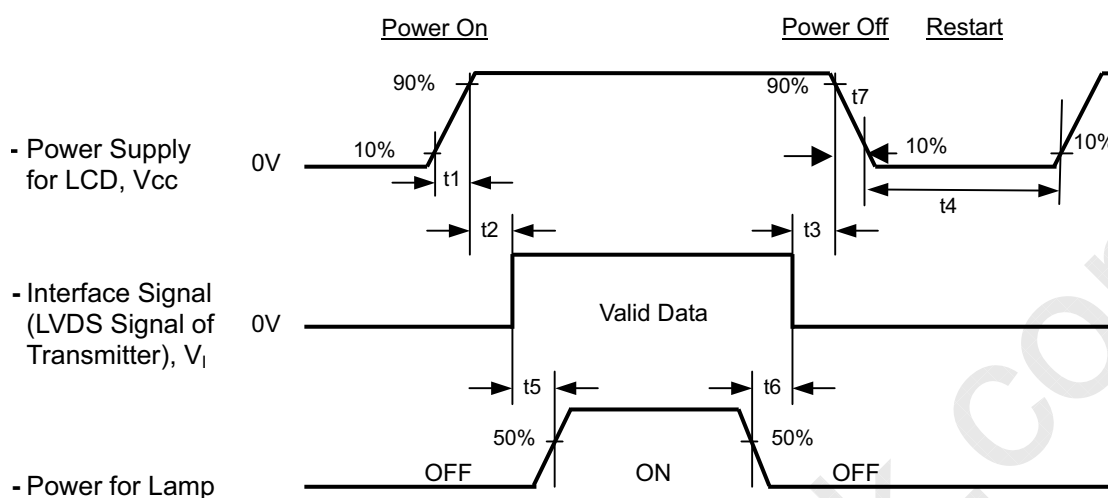 Power On
Power Off
Restart
90%
90%
t7
- Power Supply
for LCD, Vcc
0V
10%
10%
10%
t1
t4
t2
t3
- Interface Signal
(LVDS Signal of
Transmitter), VI
0V
Valid Data
t5
t6
50%
50%
- Power for Lamp
OFF
ON
OFF